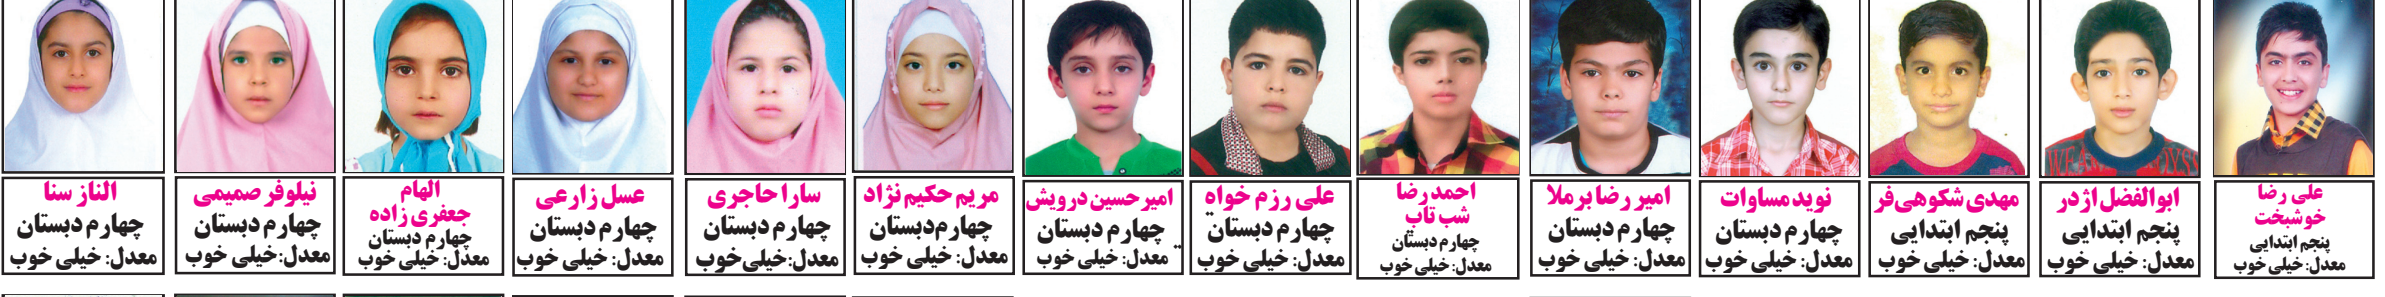 علی رضا
خوشبخت
پنجم ابتدایی
معدل: خیلی خوب
ابوالفضل اژدر
پنجم ابتدایی
معدل: خیلی خوب
مهدی شکوهی فر
پنجم ابتدایی
معدل: خیلی خوب
نوید مساوات
چهارم دبستان
معدل: خیلی خوب
امیر رضا برملا
چهارم دبستان
معدل: خیلی خوب
احمدرضا
شب تاب
چهارم دبستان
معدل: خیلی خوب
علی رزم خواه
چهارم دبستان
معدل: خیلی خوب
امیرحسین درویش
چهارم دبستان
معدل: خیلی خوب
مریم حکیم نژاد
چهارم دبستان
معدل: خیلی خوب
سارا حاجری
چهارم دبستان
معدل: خیلی خوب
عسل زارعی
چهارم دبستان
معدل: خیلی خوب
الهام
جعفری زاده
چهارم دبستان
معدل: خیلی خوب
نیلوفر صمیمی
چهارم دبستان
معدل: خیلی خوب
الناز سنا
چهارم دبستان
معدل: خیلی خوب